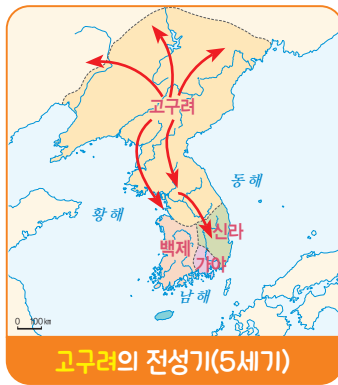 고구려
동해
황해
신라
백제
가야
남해
0 100km
고구려의 전성기(5세기)